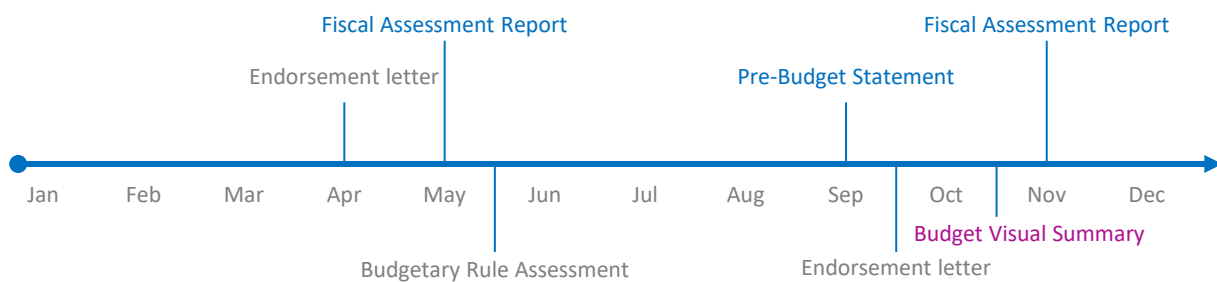 Fiscal Assessment Report
Fiscal Assessment Report
Endorsement letter
Pre-Budget Statement
Jan Feb Mar Apr May Jun Jul Aug Sep Oct Nov Dec
Budget Visual Summary
Budgetary Rule Assessment
Endorsement letter